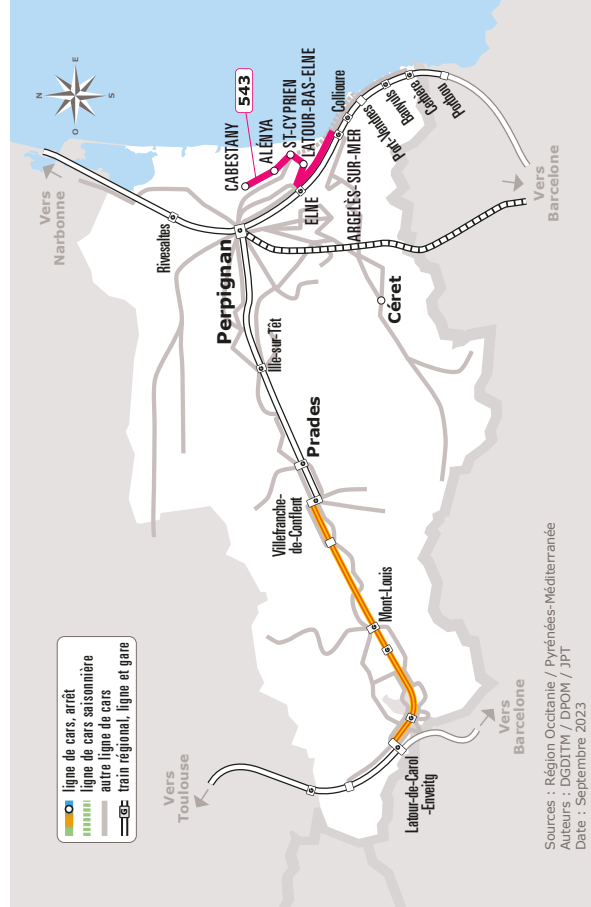 ligne de cars, arrêt
ligne de cars saisonnière
autre ligne de cars
G
train régional, ligne et gare
Vers
Toulouse
Vers
Narbonne
N
S
O
543
CABESTANY
ALÉNYA
ST-CYPRIEN
LATOUR-BAS-ELNE
Rivesaltes
Perpignan
ELNE
ARGELÈS-SUR-MER
Collioure
Port-Vendres
Banyuls
Cerbère
Portbou
Vers
Barcelone
Céret
Ille-sur-Têt
Prades
Villefranche-
de-Conflent
Mont-Louis
Latour-de-Carol
-Enveitg
Vers
Barcelone
Sources : Région Occitanie / Pyrénées-Méditerranée
Auteurs : DGDITM / DPOM / JPT
Date : Septembre 2023